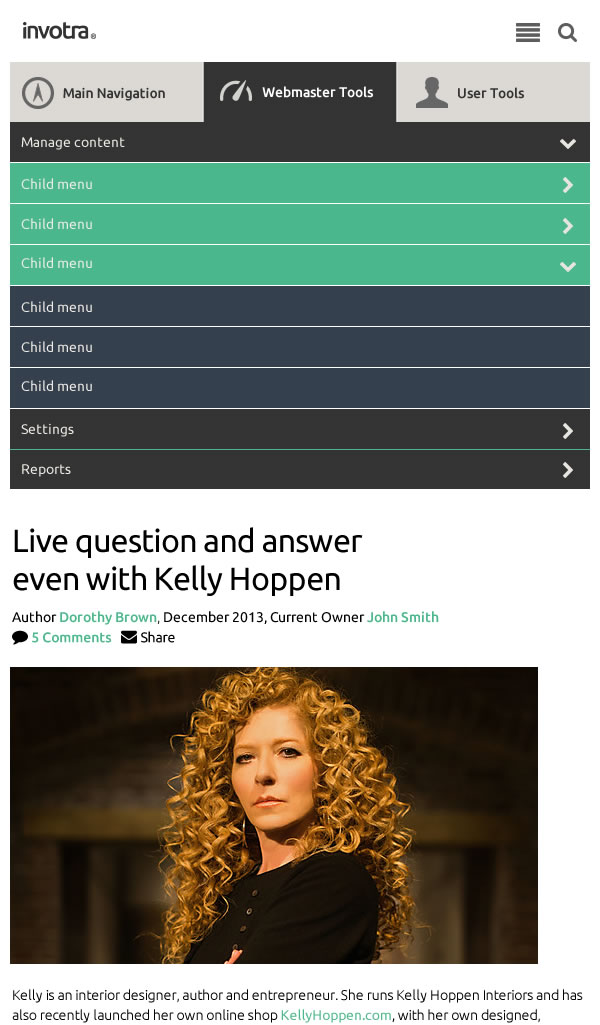 invotra®
Main Navigation
Webmaster Tools
User Tools
Manage content
Child menu
Child menu
Child menu
Child menu
Child menu
Child menu
Settings
Reports
Live question and answer
even with Kelly Hoppen
Author Dorothy Brown, December 2013, Current Owner John Smith
5 Comments Share
Kelly is an interior designer, author and entrepreneur. She runs Kelly Hoppen Interiors and has
also recently launched her own online shop KellyHoppen.com, with her own designed,